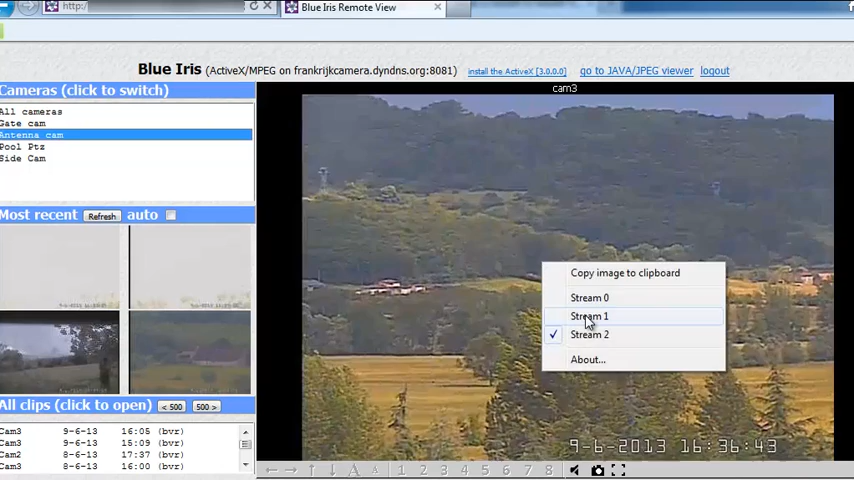 http:/
Blue Iris Remote View
Blue Iris (ActiveX/MPEG on frankrijkcamera.dyndns.org:8081) install the ActiveX [3.0.0.0] go to JAVA/JPEG viewer logout
Cameras (click to switch)
All cameras
Gate cam
Antenna cam
Pool Ptz
Side Cam
Most recent Refresh auto
All clips (click to open) < 500 500 >
Cam3 9-6-13 16:05 (bvr)
Cam3 9-6-13 15:09 (bvr)
Cam2 8-6-13 17:37 (bvr)
Cam3 8-6-13 16:00 (bvr)
cam3
Copy image to clipboard
Stream 0
Stream 1
Stream 2
About...
9-6-2013 16:36:43
A A 1 2 3 4 5 6 7 8